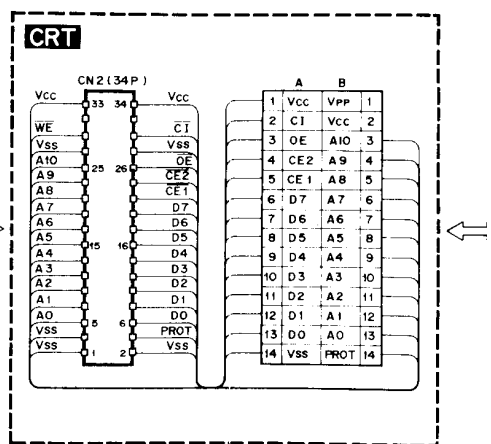 CRT
CN2(34P)
A B
Vcc 33 34 Vcc
WE CI
Vss Vss
A10 OE
A9 25 26 CE2
A8 CE1
A7 D7
A6 D6
A5 15 16 D5
A4 D4
A3 D3
A2 D2
A1 D1
A0 5 6 D0
VSS PROT
VSS 1 2 VSS
1 Vcc VPP 1
2 CI Vcc 2
3 OE A10 3
4 CE2 A9 4
5 CE1 A8 5
6 D7 A7 6
7 D6 A6 7
8 D5 A5 8
9 D4 A4 9
10 D3 A3 10
11 D2 A2 11
12 D1 A1 12
13 D0 A0 13
14 VSS PROT 14